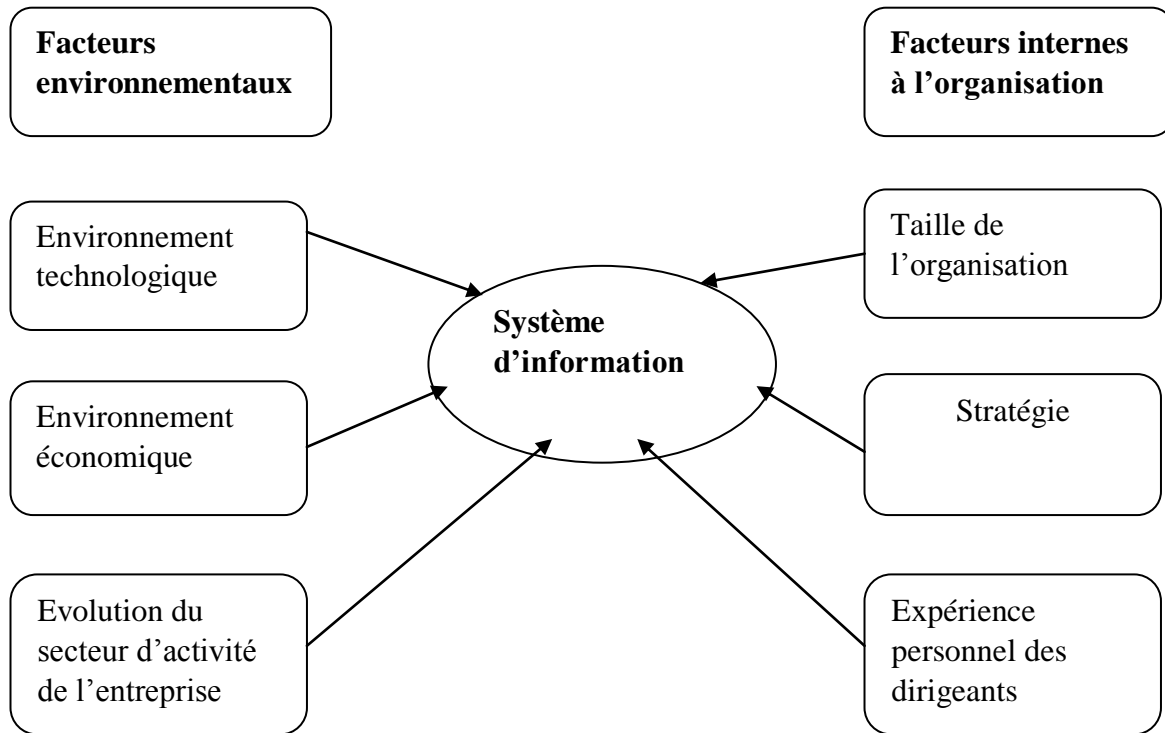 Facteurs
environnementaux
Facteurs internes
à l’organisation
Environnement
technologique
Taille de
l’organisation
Système
d’information
Environnement
économique
Stratégie
Evolution du
secteur d’activité
de l’entreprise
Expérience
personnel des
dirigeants